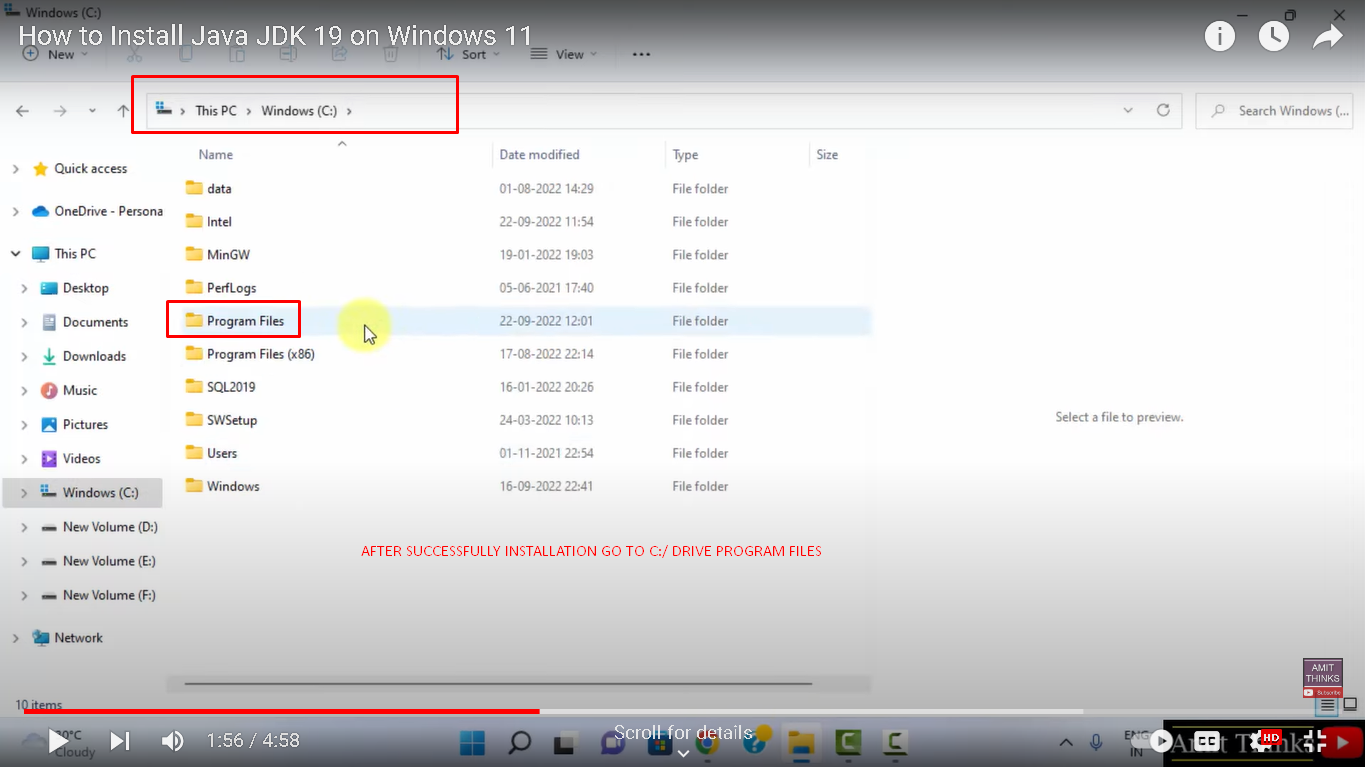 Windows (C:)
How to Install Java JDK 19 on Windows 11
New
Sort
View
This PC > Windows (C:) >
Search Windows (...
Name Date modified Type Size
Quick access
OneDrive - Persona
This PC
Desktop
Documents
Downloads
Music
Pictures
Videos
Windows (C:)
New Volume (D:)
New Volume (E:)
New Volume (F:)
Network
data 01-08-2022 14:29 File folder
Intel 22-09-2022 11:54 File folder
MinGW 19-01-2022 19:03 File folder
PerfLogs 05-06-2021 17:40 File folder
Program Files 22-09-2022 12:01 File folder
Program Files (x86) 17-08-2022 22:14 File folder
SQL2019 16-01-2022 20:26 File folder
SWSetup 24-03-2022 10:13 File folder
Users 01-11-2021 22:54 File folder
Windows 16-09-2022 22:41 File folder
Select a file to preview.
AFTER SUCCESSFULLY INSTALLATION GO TO C:/ DRIVE PROGRAM FILES
AMIT
THINKS
Subscribe
10 items
1:56 / 4:58
Cloudy
Scroll for details
ENG
IN
Amit Thinks
CC
HD